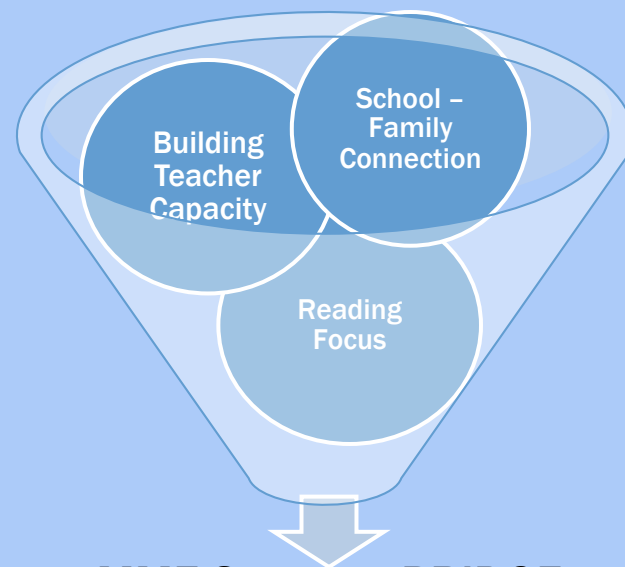 School –
Family
Connection
Building
Teacher
Capacity
Reading
Focus